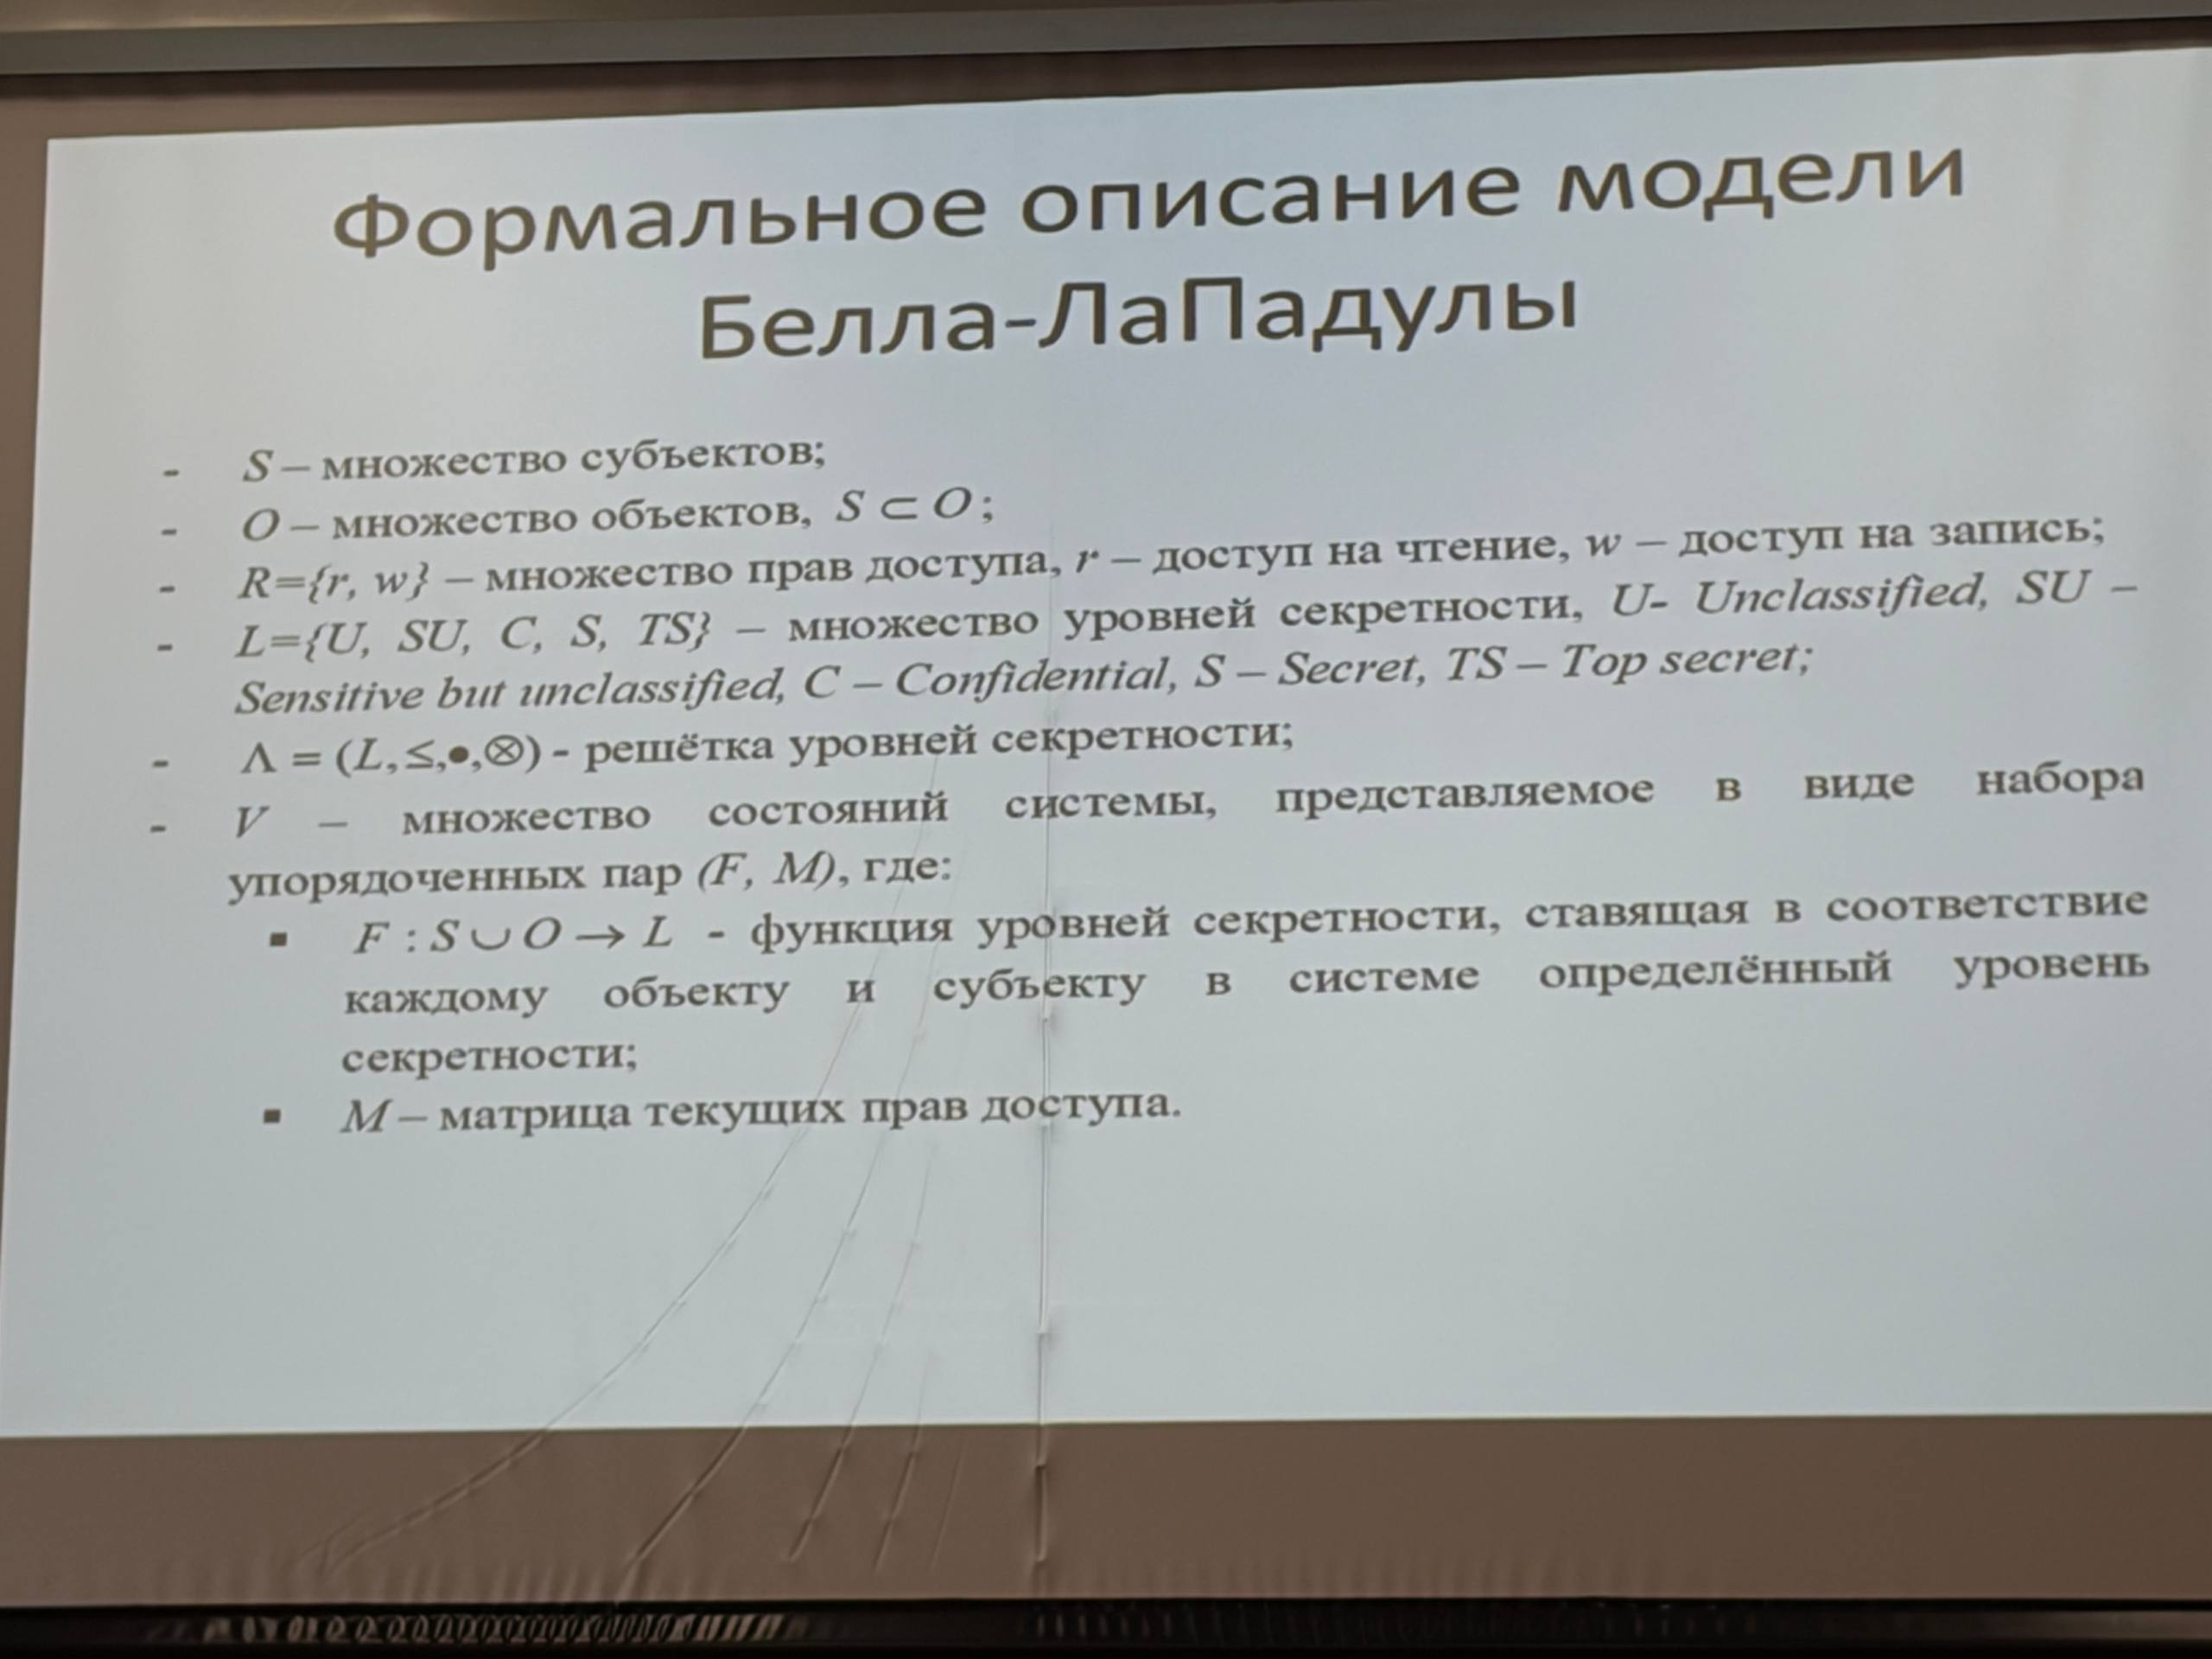 Формальное описание модели
Белла-ЛаПадулы
- S – множество субъектов;
- O – множество объектов, S ⊂ O;
- R={r, w} – множество прав доступа, r – доступ на чтение, w – доступ на запись;
- L={U, SU, C, S, TS} – множество уровней секретности, U- Unclassified, SU –
Sensitive but unclassified, C – Confidential, S – Secret, TS – Top secret;
- Λ = (L,≤,●,⊗) - решётка уровней секретности;
- V – множество состояний системы, представляемое в виде набора
упорядоченных пар (F, M), где:
▪ F : S ∪ O → L - функция уровней секретности, ставящая в соответствие
каждому объекту и субъекту в системе определённый уровень
секретности;
▪ M – матрица текущих прав доступа.